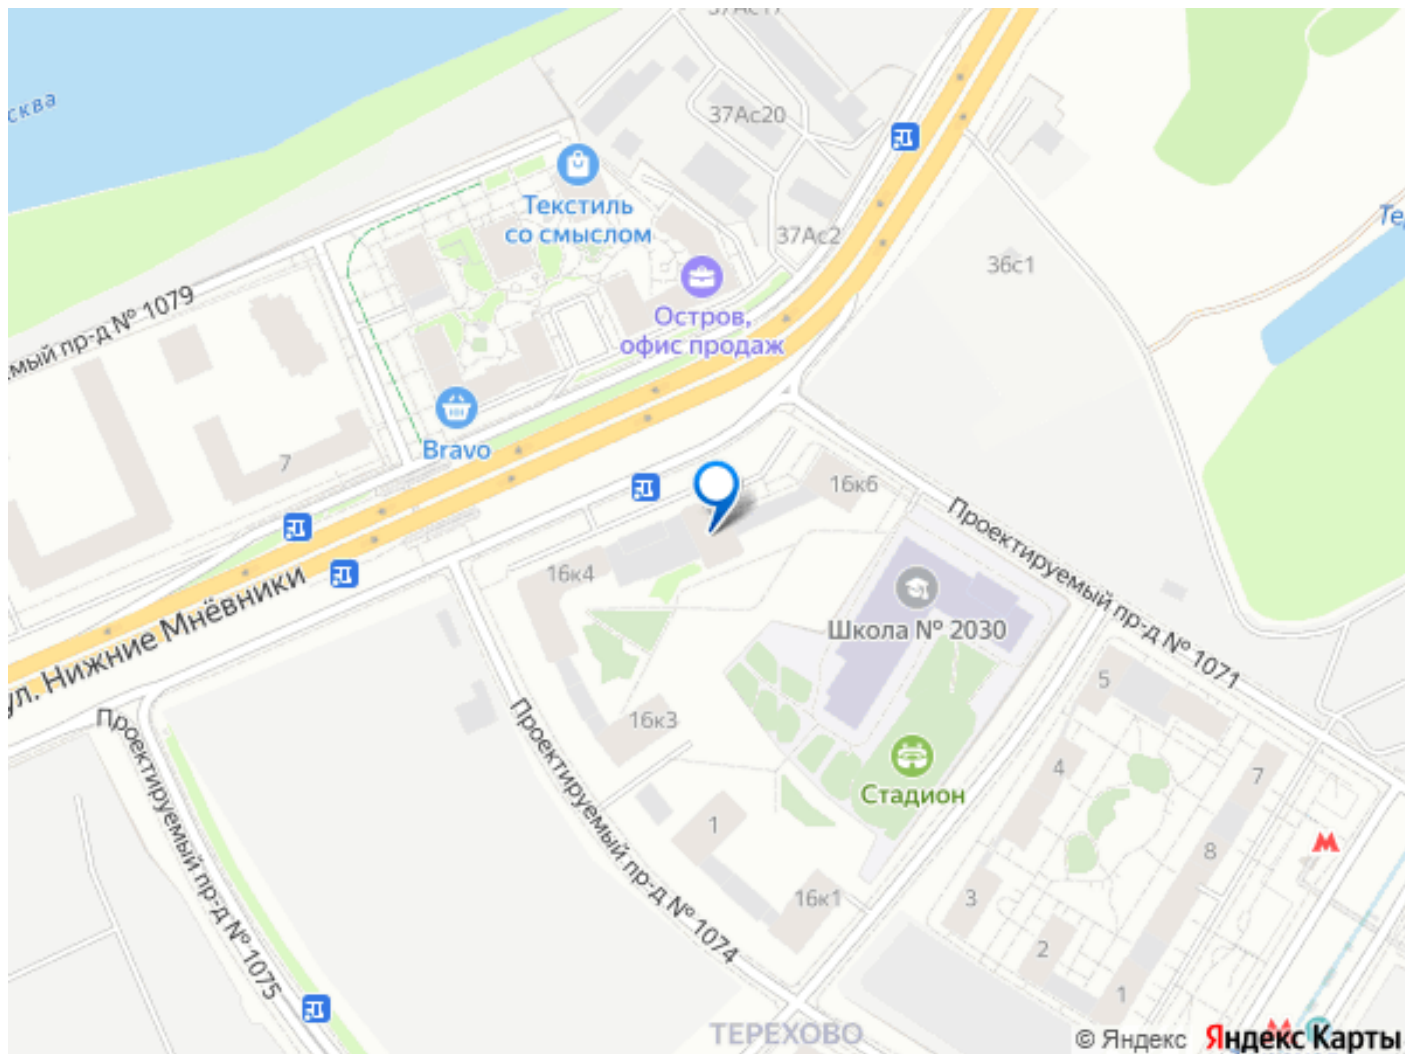 37Ас17
сква
37Ас20
Текстиль
со смыслом
37Ас2
36с1
Остров,
офис продаж
мый пр-д № 1079
Bravo
7
16к6
Проектируемый пр-д № 1071
16к4
Школа № 2030
ул. Нижние Мнёвники
5
Проектируемый пр-д № 1075
Проектируемый пр-д № 1074
16к3
4
7
Стадион
1
8
3
16к1
2
1
ТЕРЕХОВО
© Яндекс Яндекс Карты